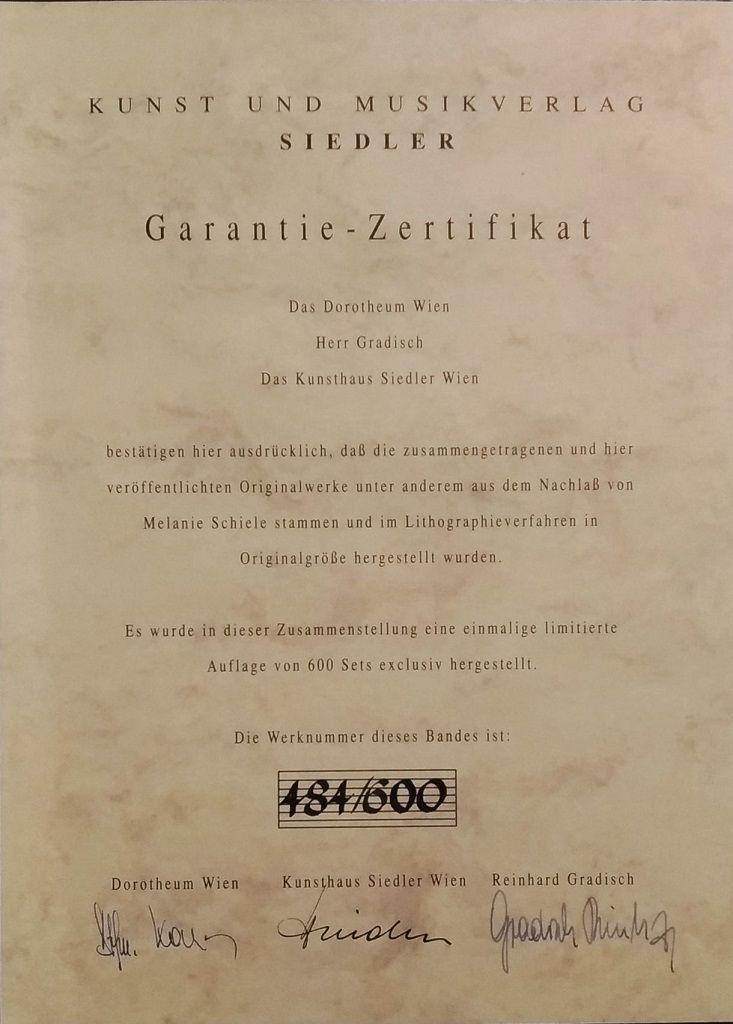 KUNST UND MUSIKVERLAG
SIEDLER
Garantie-Zertifikat
Das Dorotheum Wien
Herr Gradisch
Das Kunsthaus Siedler Wien
bestätigen hier ausdrücklich, daß die zusammengetragenen und hier
veröffentlichten Originalwerke unter anderem aus dem Nachlaß von
Melanie Schiele stammen und im Lithographieverfahren in
Originalgröße hergestellt wurden.
Es wurde in dieser Zusammenstellung eine einmalige limitierte
Auflage von 600 Sets exclusiv hergestellt.
Die Werknummer dieses Bandes ist:
181/600
Dorotheum Wien Kunsthaus Siedler Wien Reinhard Gradisch
Gradisch